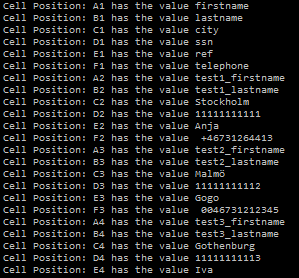 Cell Position: A1 has the value firstname
Cell Position: B1 has the value lastname
Cell Position: C1 has the value city
Cell Position: D1 has the value ssn
Cell Position: E1 has the value ref
Cell Position: F1 has the value telephone
Cell Position: A2 has the value test1_firstname
Cell Position: B2 has the value test1_lastname
Cell Position: C2 has the value Stockholm
Cell Position: D2 has the value 11111111111
Cell Position: E2 has the value Anja
Cell Position: F2 has the value  +46731264413
Cell Position: A3 has the value test2_firstname
Cell Position: B3 has the value test2_lastname
Cell Position: C3 has the value Malmö
Cell Position: D3 has the value 11111111112
Cell Position: E3 has the value Gogo
Cell Position: F3 has the value  0046731212345
Cell Position: A4 has the value test3_firstname
Cell Position: B4 has the value test3_lastname
Cell Position: C4 has the value Gothenburg
Cell Position: D4 has the value 11111111113
Cell Position: E4 has the value Iva